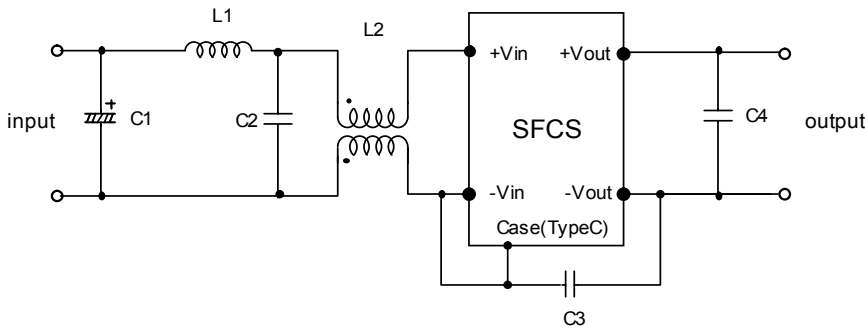 L1
L2
+Vin
+Vout
input
+
C1
C2
SFCS
C4
output
-Vin
-Vout
Case(TypeC)
C3